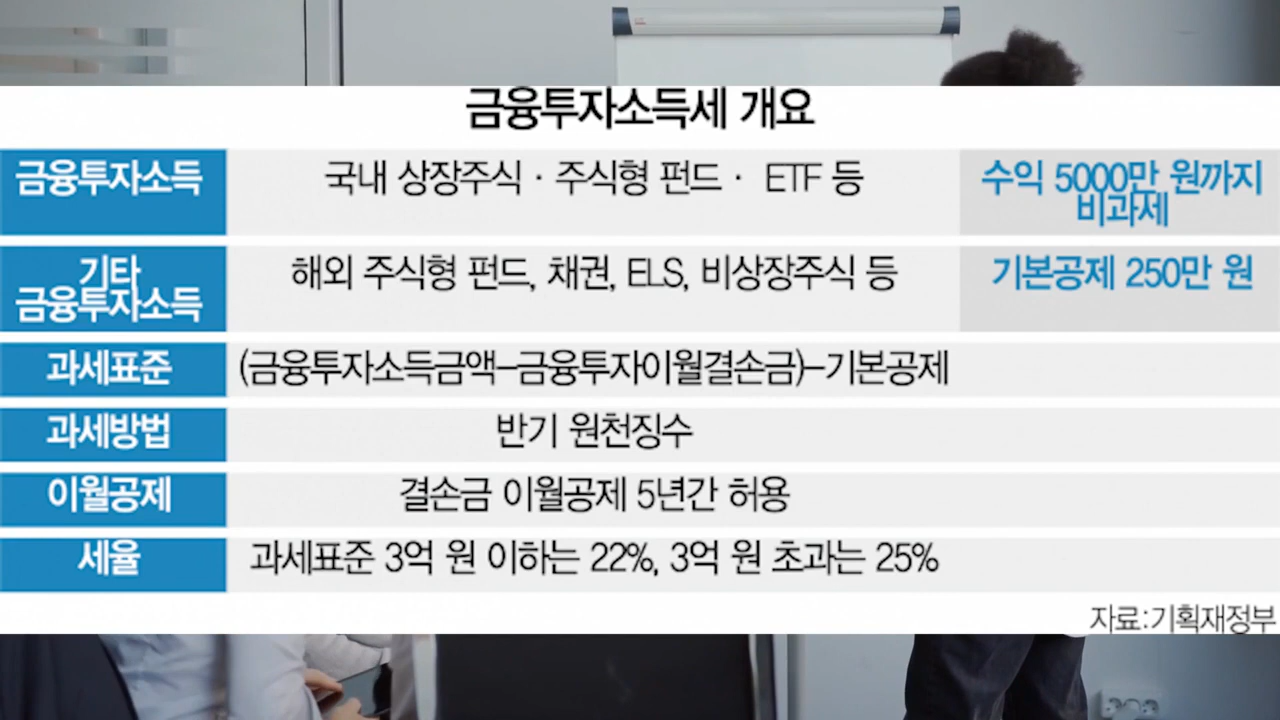 금융투자소득세 개요
금융투자소득
국내 상장주식 · 주식형 펀드 · ETF 등
수익 5000만 원까지
비과세
기타
금융투자소득
해외 주식형 펀드, 채권, ELS, 비상장주식 등
기본공제 250만 원
과세표준
(금융투자소득금액-금융투자이월결손금)-기본공제
과세방법
반기 원천징수
이월공제
결손금 이월공제 5년간 허용
세율
과세표준 3억 원 이하는 22%, 3억 원 초과는 25%
자료:기획재정부